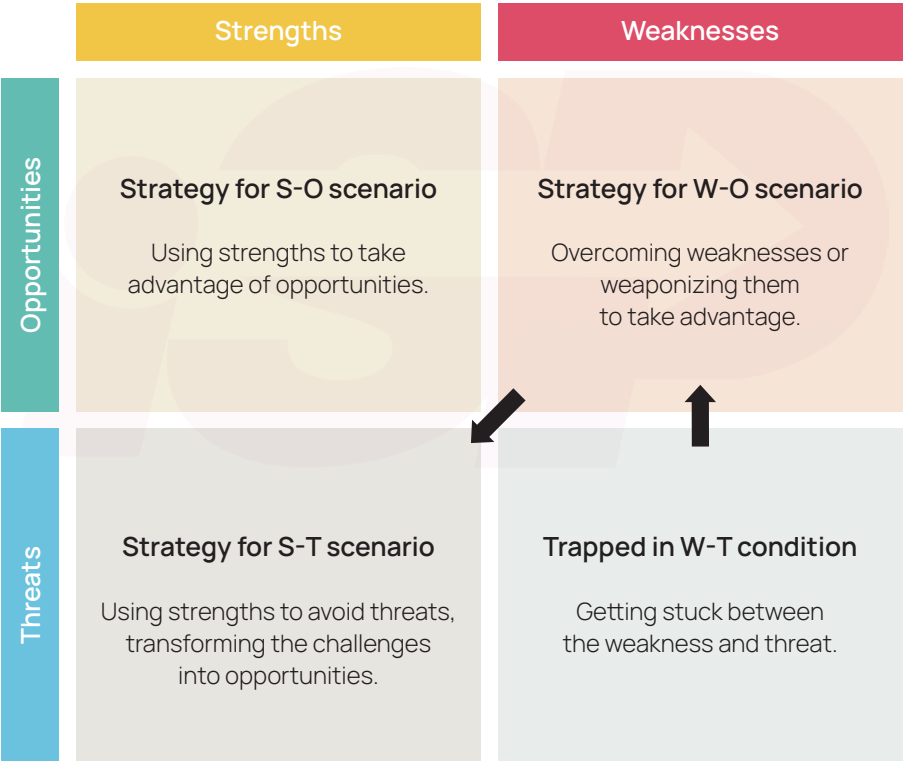 Strengths
Weaknesses
Opportunities
Strategy for S-O scenario
Using strengths to take
advantage of opportunities.
Strategy for W-O scenario
Overcoming weaknesses or
weaponizing them
to take advantage.
Threats
Strategy for S-T scenario
Using strengths to avoid threats,
transforming the challenges
into opportunities.
Trapped in W-T condition
Getting stuck between
the weakness and threat.